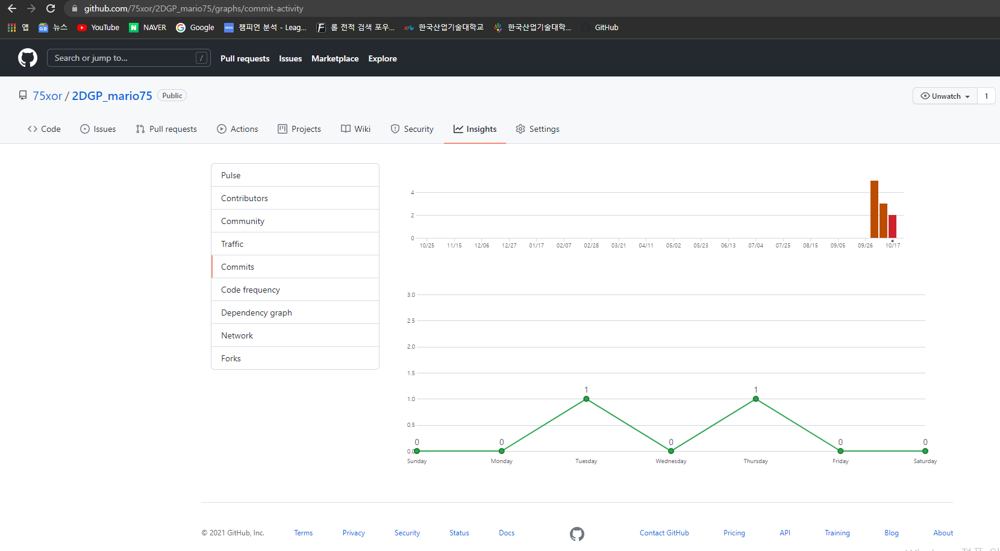 github.com/75xor/2DGP_mario75/graphs/commit-activity
앱 뉴스 YouTube NAVER Google 챔피언 분석 - Leag... 롤 전적 검색 포우... 한국산업기술대학교 한국산업기술대학... GitHub
Search or jump to... / Pull requests Issues Marketplace Explore
75xor / 2DGP_mario75 Public Unwatch 1
Code Issues Pull requests Actions Projects Wiki Security Insights Settings
Pulse
Contributors
Community
Traffic
Commits
Code frequency
Dependency graph
Network
Forks
4
2
0
10/25 11/15 12/06 12/27 01/17 02/07 02/28 03/21 04/11 05/02 05/23 06/13 07/04 07/25 08/15 09/05 09/26 10/17
3.0
2.5
2.0
1.5
1 1
1.0
0.5
0 0 0 0 0
0.0
Sunday Monday Tuesday Wednesday Thursday Friday Saturday
© 2021 GitHub, Inc. Terms Privacy Security Status Docs Contact GitHub Pricing API Training Blog About